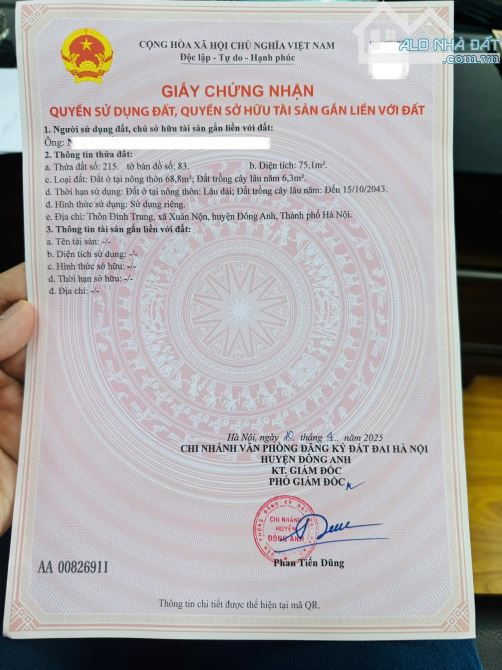 CỘNG HÒA XÃ HỘI CHỦ NGHĨA VIỆT NAM
Độc lập - Tự do - Hạnh phúc
ALO NHÀ ĐẤT
.com.vn
GIẤY CHỨNG NHẬN
QUYỀN SỬ DỤNG ĐẤT, QUYỀN SỞ HỮU TÀI SẢN GẮN LIỀN VỚI ĐẤT
1. Người sử dụng đất, chủ sở hữu tài sản gắn liền với đất:
Ông: N
2. Thông tin thửa đất:
a. Thửa đất số: 215. tờ bản đồ số: 83. b. Diện tích: 75,1m².
c. Loại đất: Đất ở tại nông thôn 68,8m²; Đất trồng cây lâu năm 6,3m².
d. Thời hạn sử dụng: Đất ở tại nông thôn: Lâu dài; Đất trồng cây lâu năm: Đến 15/10/2043.
đ. Hình thức sử dụng: Sử dụng riêng.
e. Địa chỉ: Thôn Đình Trung, xã Xuân Nộn, huyện Đông Anh, Thành phố Hà Nội.
3. Thông tin tài sản gắn liền với đất:
a. Tên tài sản: -/-
b. Diện tích sử dụng: -/-
c. Hình thức sở hữu: -/-
d. Thời hạn sở hữu: -/-
đ. Địa chỉ: -/-
Hà Nội, ngày tháng năm 2025
CHI NHÁNH VĂN PHÒNG ĐĂNG KÝ ĐẤT ĐAI HÀ NỘI
HUYỆN ĐÔNG ANH
KT. GIÁM ĐỐC
PHÓ GIÁM ĐỐC
CHI NHÁNH
HUYỆN
ĐÔNG ANH
Phan Tiến Dũng
AA 00826911
Thông tin chi tiết được thể hiện tại mã QR.